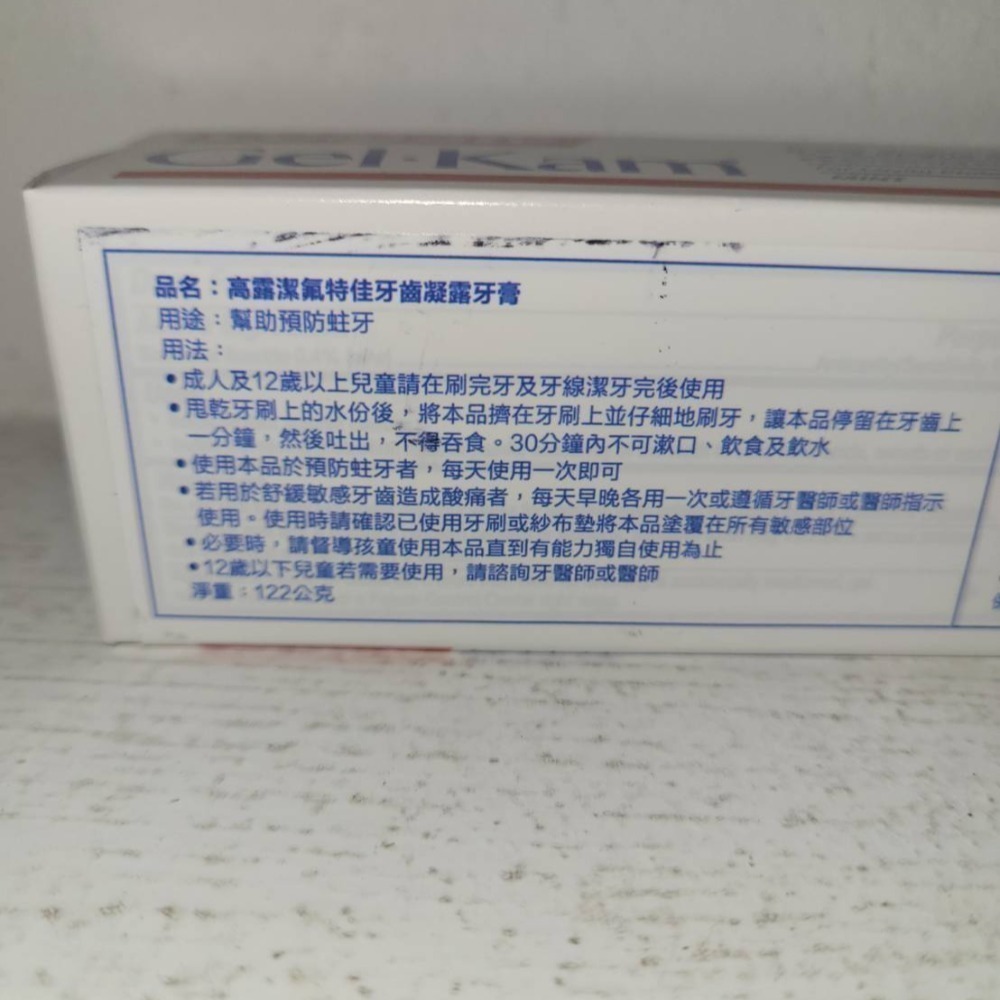 Gel·Kam
品名：高露潔氟特佳牙齒凝露牙膏
用途：幫助預防蛀牙
用法：
•成人及12歲以上兒童請在刷完牙及牙線潔牙完後使用
•甩乾牙刷上的水份後，將本品擠在牙刷上並仔細地刷牙，讓本品停留在牙齒上
一分鐘，然後吐出，不得吞食。30分鐘內不可漱口、飲食及飲水
•使用本品於預防蛀牙者，每天使用一次即可
•若用於舒緩敏感牙齒造成酸痛者，每天早晚各用一次或遵循牙醫師或醫師指示
使用。使用時請確認已使用牙刷或紗布墊將本品塗覆在所有敏感部位
•必要時，請督導孩童使用本品直到有能力獨自使用為止
•12歲以下兒童若需要使用，請諮詢牙醫師或醫師
淨重：122公克